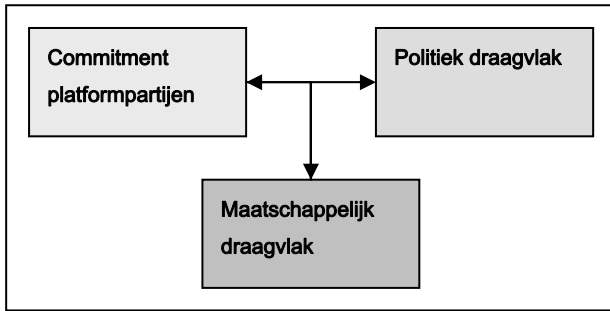 Commitment
platformpartijen
Politiek draagvlak
Maatschappelijk
draagvlak